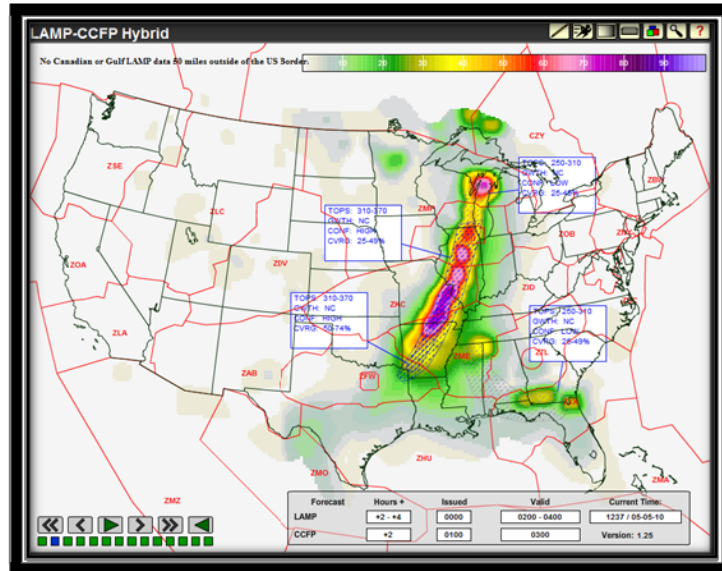 LAMP-CCFP Hybrid
?
No Canadian or Gulf LAMP data 50 miles outside of the US Border.
10 20 30 40 50 60 70 80 90
CZY
ZSE
TOPS: 250-310
GWTH: NC
CONF: LOW
CVRG: 25-49%
ZLC
TOPS: 310-370
GWTH: NC
CONF: HIGH
CVRG: 25-49%
ZOB
ZOA
ZDV
ZID
ZKC
TOPS: 310-370
GWTH: NC
CONF: HIGH
CVRG: 50-74%
TOPS: 250-310
GWTH: NC
CONF: LOW
CVRG: 25-49%
ZLA
ZME
ZTL
ZAB
ZFW
ZHU
ZMO
ZMA
ZMZ
Forecast Hours + Issued Valid Current Time:
LAMP +2 - +4 0000 0200 - 0400 1237 / 05-05-10
CCFP +2 0100 0300 Version: 1.25